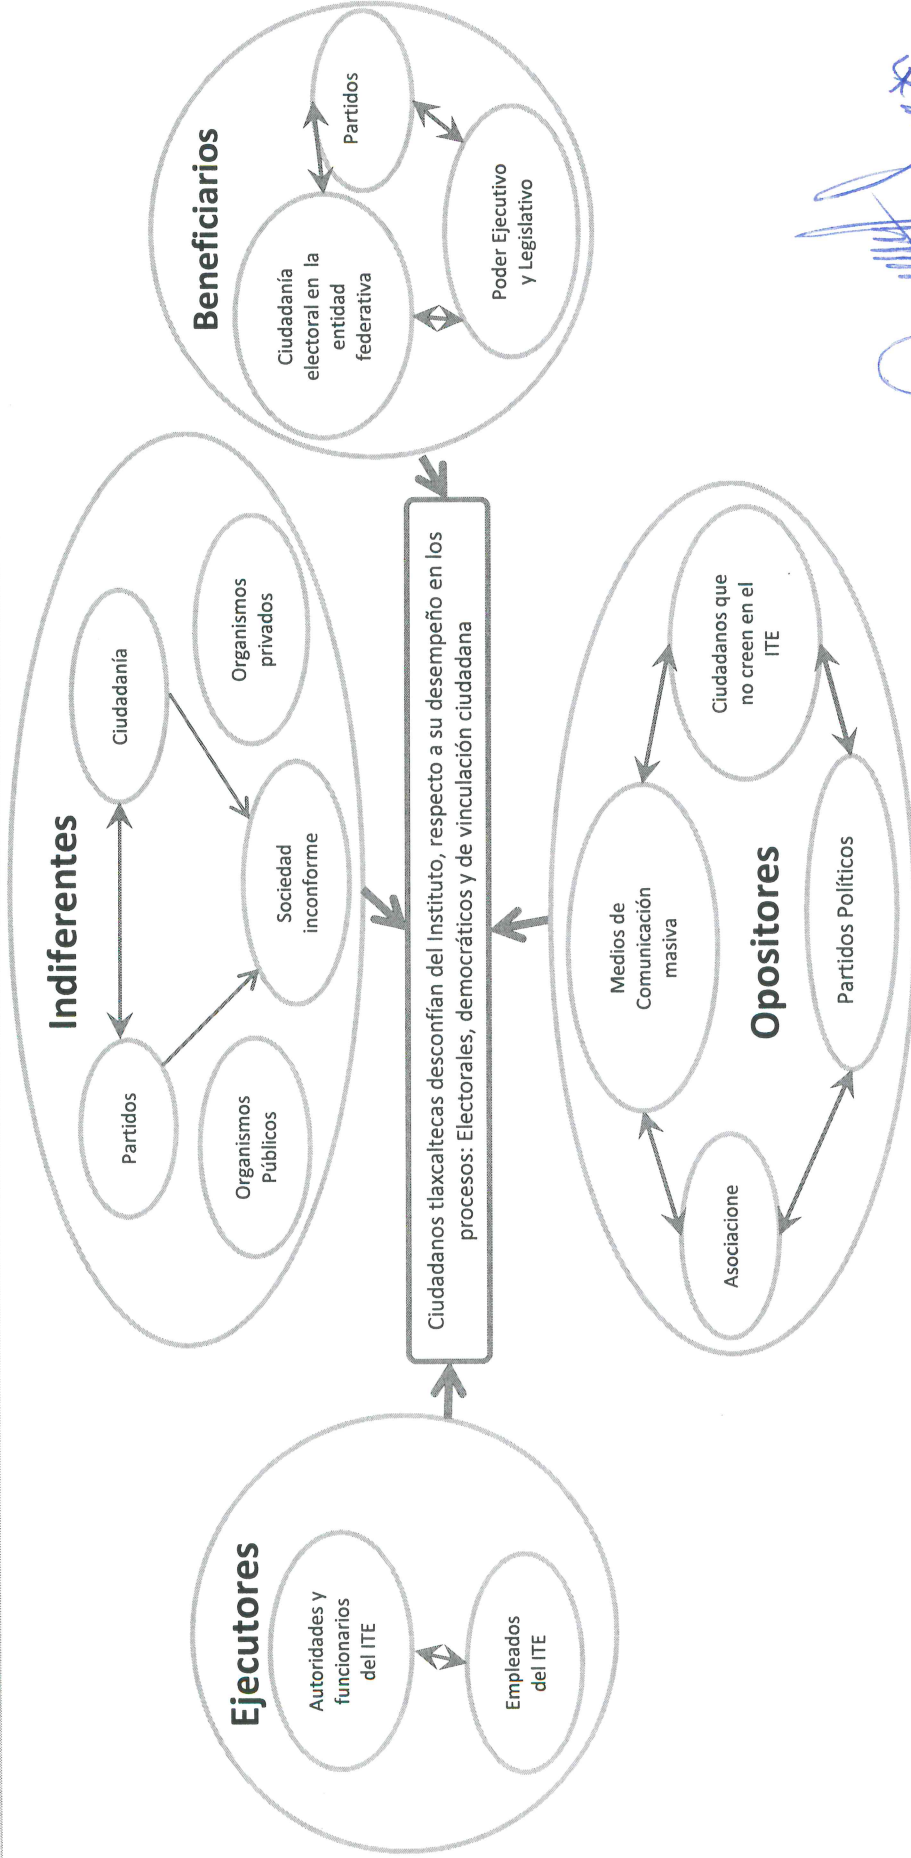 Indiferentes
Partidos
Ciudadanía
Organismos
Públicos
Sociedad
inconforme
Organismos
privados
Ejecutores
Autoridades y
funcionarios
del ITE
Empleados
del ITE
Ciudadanos tlaxcaltecas desconfían del Instituto, respecto a su desempeño en los
procesos: Electorales, democráticos y de vinculación ciudadana
Beneficiarios
Ciudadanía
electoral en la
entidad
federativa
Partidos
Poder Ejecutivo
y Legislativo
Medios de
Comunicación
masiva
Asociacione
Opositores
Ciudadanos que
no creen en el
ITE
Partidos Políticos